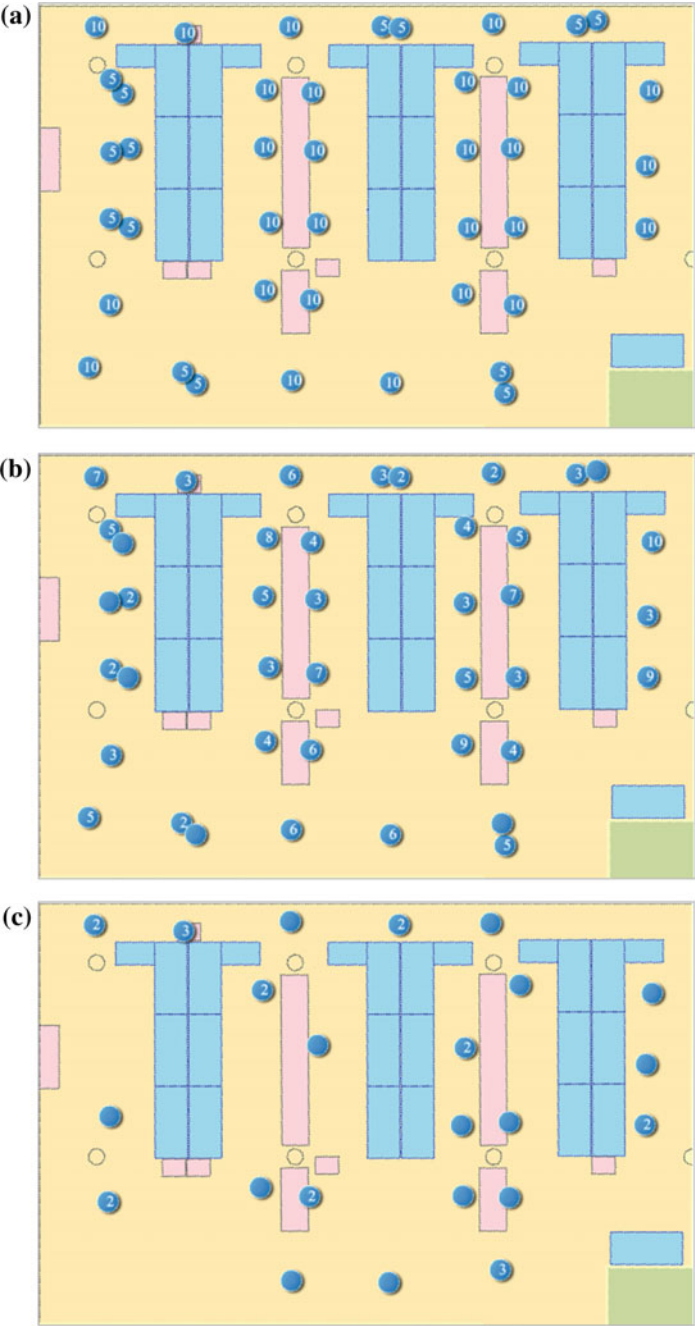 (a)
10 10 10 5 5 10 5 5
5 5 10 10 10 10 10
5 5 10 10 10 10 10
5 5 10 10 10 10 10
10 10 10 10 10
10 5 5 10 10 5 5
(b)
7 3 6 3 2 2 3
5 8 4 4 5 10
2 5 3 3 7 3
2 3 7 5 3 9
3 4 6 9 4
5 2 6 6 5
(c)
2 3 2
2
2
2
2 2
3